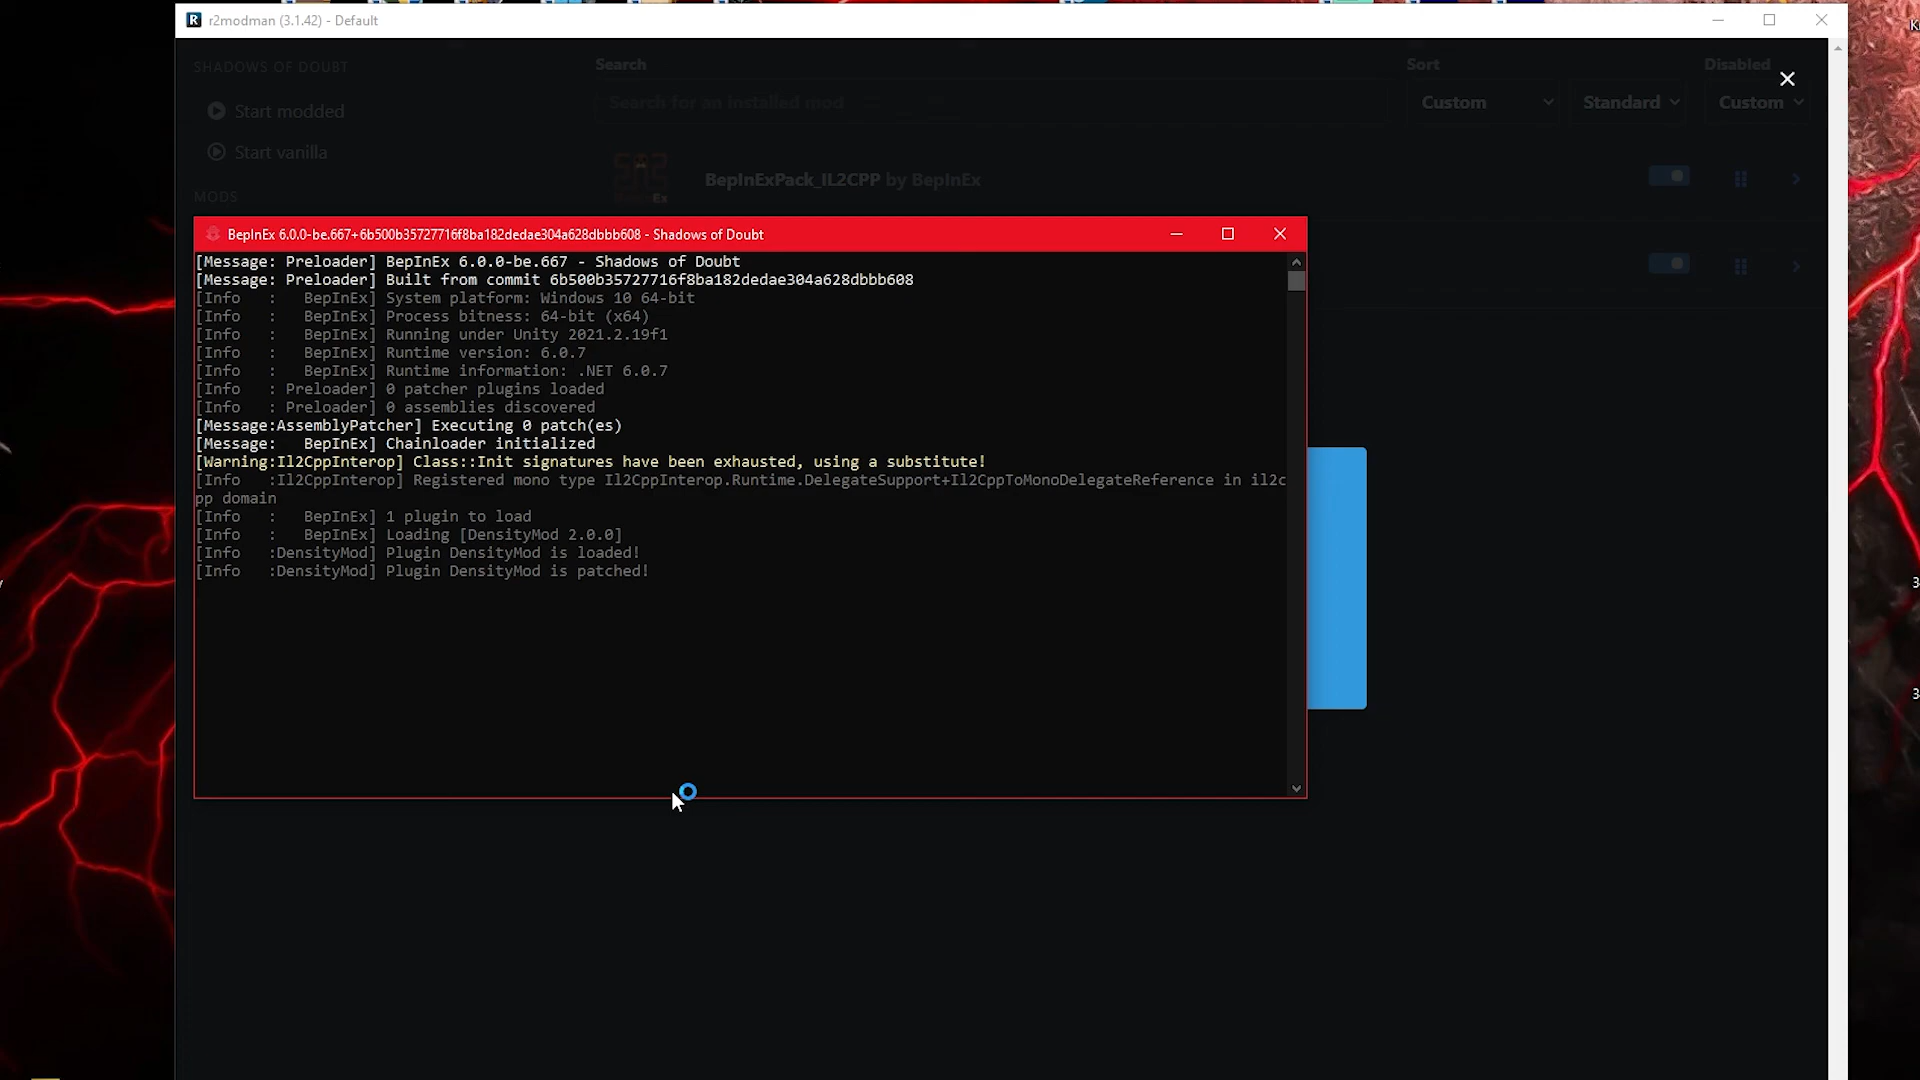 r2modman (3.1.42) - Default
SHADOWS OF DOUBT
Search
Sort
Disabled
Start modded
Search for an installed mod
Custom
Standard
Custom
Start vanilla
BepInExPack_IL2CPP by BepInEx
MODS
BepInEx 6.0.0-be.667+6b500b35727716f8ba182dedae304a628dbbb608 - Shadows of Doubt
[Message: Preloader] BepInEx 6.0.0-be.667 - Shadows of Doubt
[Message: Preloader] Built from commit 6b500b35727716f8ba182dedae304a628dbbb608
[Info   :   BepInEx] System platform: Windows 10 64-bit
[Info   :   BepInEx] Process bitness: 64-bit (x64)
[Info   :   BepInEx] Running under Unity 2021.2.19f1
[Info   :   BepInEx] Runtime version: 6.0.7
[Info   :   BepInEx] Runtime information: .NET 6.0.7
[Info   : Preloader] 0 patcher plugins loaded
[Info   : Preloader] 0 assemblies discovered
[Message:AssemblyPatcher] Executing 0 patch(es)
[Message:   BepInEx] Chainloader initialized
[Warning:Il2CppInterop] Class::Init signatures have been exhausted, using a substitute!
[Info   :Il2CppInterop] Registered mono type Il2CppInterop.Runtime.DelegateSupport+Il2CppToMonoDelegateReference in il2c
pp domain
[Info   :   BepInEx] 1 plugin to load
[Info   :   BepInEx] Loading [DensityMod 2.0.0]
[Info   :DensityMod] Plugin DensityMod is loaded!
[Info   :DensityMod] Plugin DensityMod is patched!